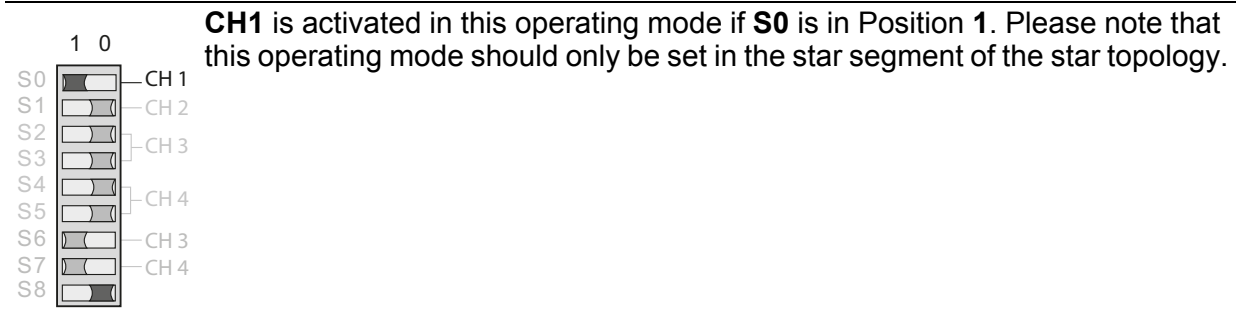 CH1 is activated in this operating mode if S0 is in Position 1. Please note that
this operating mode should only be set in the star segment of the star topology.
1 0
S0 CH 1
S1 CH 2
S2
CH 3
S3
S4
CH 4
S5
S6 CH 3
S7 CH 4
S8